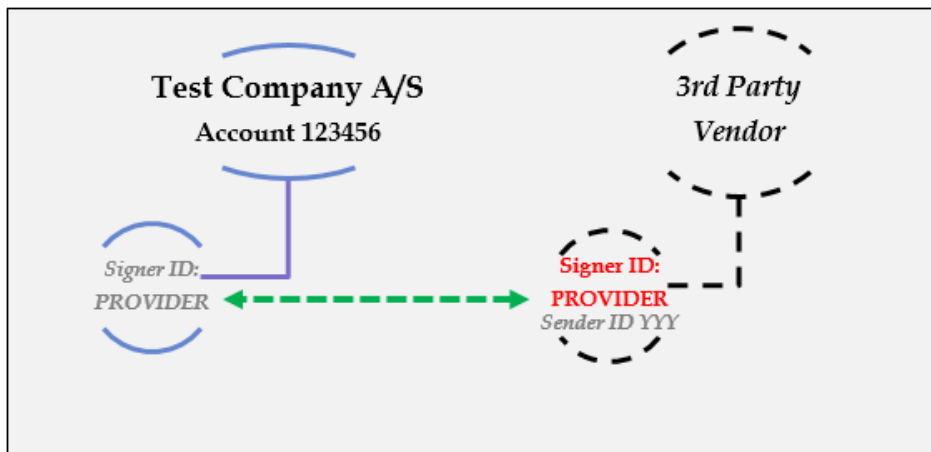 Test Company A/S
Account 123456
3rd Party
Vendor
Signer ID:
PROVIDER
Signer ID:
PROVIDER
Sender ID YYY